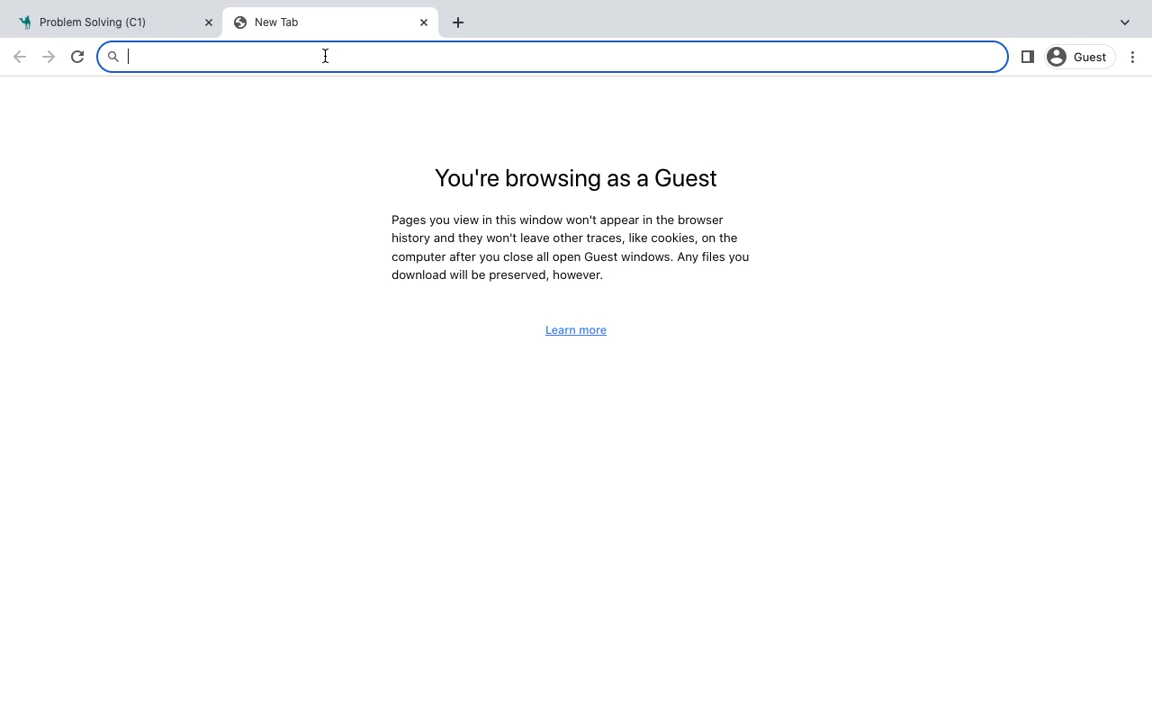 Problem Solving (C1)
New Tab
Guest
You're browsing as a Guest
Pages you view in this window won't appear in the browser
history and they won't leave other traces, like cookies, on the
computer after you close all open Guest windows. Any files you
download will be preserved, however.
Learn more